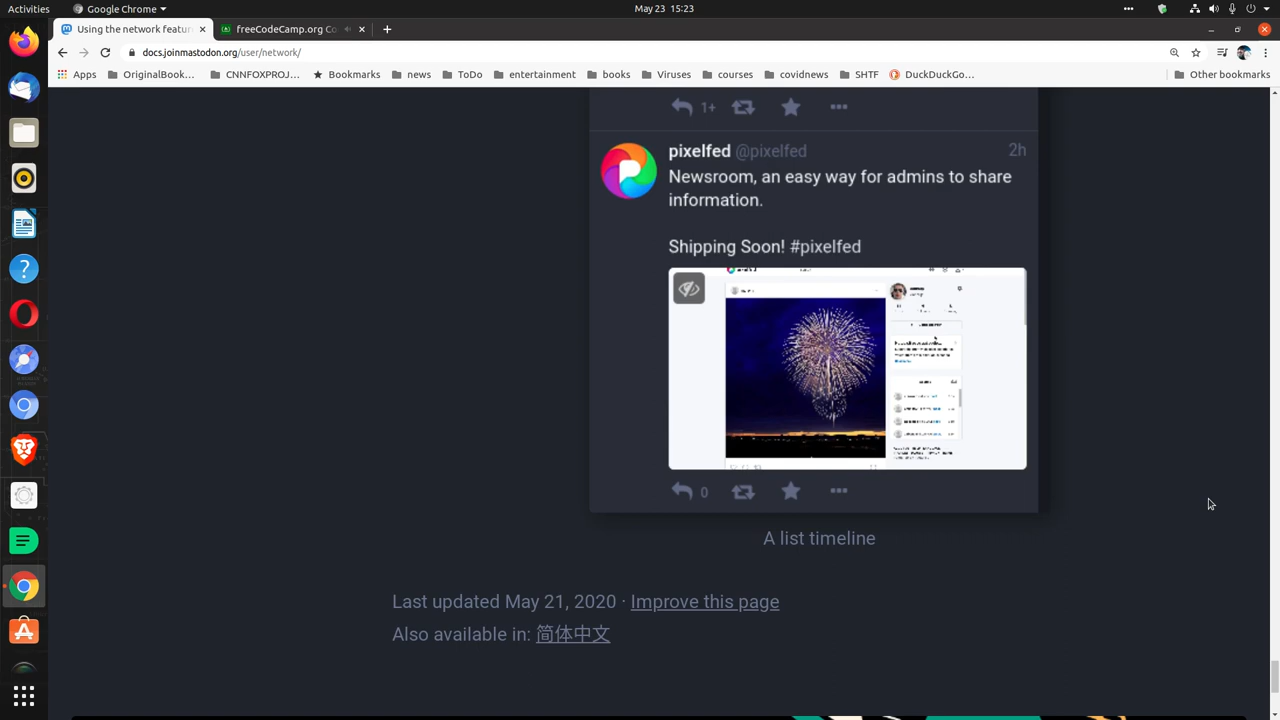 Activities
Google Chrome
May 23 15:23
Using the network featur
freeCodeCamp.org Co
docs.joinmastodon.org/user/network/
Apps
OriginalBook...
CNNFOXPROJ...
Bookmarks
news
ToDo
entertainment
books
Viruses
courses
covidnews
SHTF
DuckDuckGo...
Other bookmarks
1+
pixelfed @pixelfed 2h
Newsroom, an easy way for admins to share
information.
Shipping Soon! #pixelfed
0
A list timeline
Last updated May 21, 2020 · Improve this page
Also available in: 简体中文